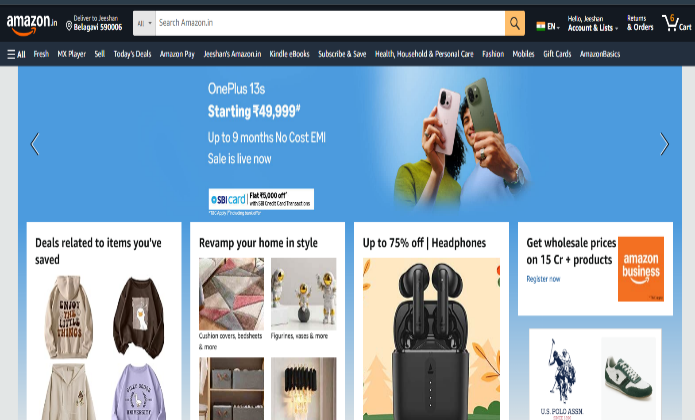 amazon.in
Deliver to Jeeshan
Belagavi 590006
All
Search Amazon.in
EN
Hello, Jeeshan
Account & Lists
Returns
& Orders
Cart
All Fresh MX Player Sell Today's Deals Amazon Pay Jeeshan's Amazon.in Kindle eBooks Subscribe & Save Health, Household & Personal Care Fashion Mobiles Gift Cards AmazonBasics
OnePlus 13s
Starting ₹49,999#
Up to 9 months No Cost EMI
Sale is live now
SBI card
Flat ₹5,000 off*
with SBI Credit Card Transactions
Deals related to items you've
saved
ENJOY
THE
LITTLE
THINGS
UNIVERSITY
Revamp your home in style
Cushion covers, bedsheets
& more
Figurines, vases & more
Up to 75% off | Headphones
Get wholesale prices
on 15 Cr + products
Register now
amazon
business
U.S. POLO ASSN.